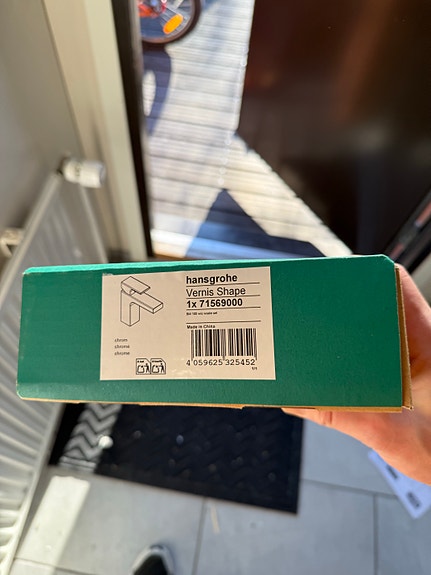 hansgrohe
Vernis Shape
1x 71569000
Made in China
chrom
chrome
chrome
4 059625 325452